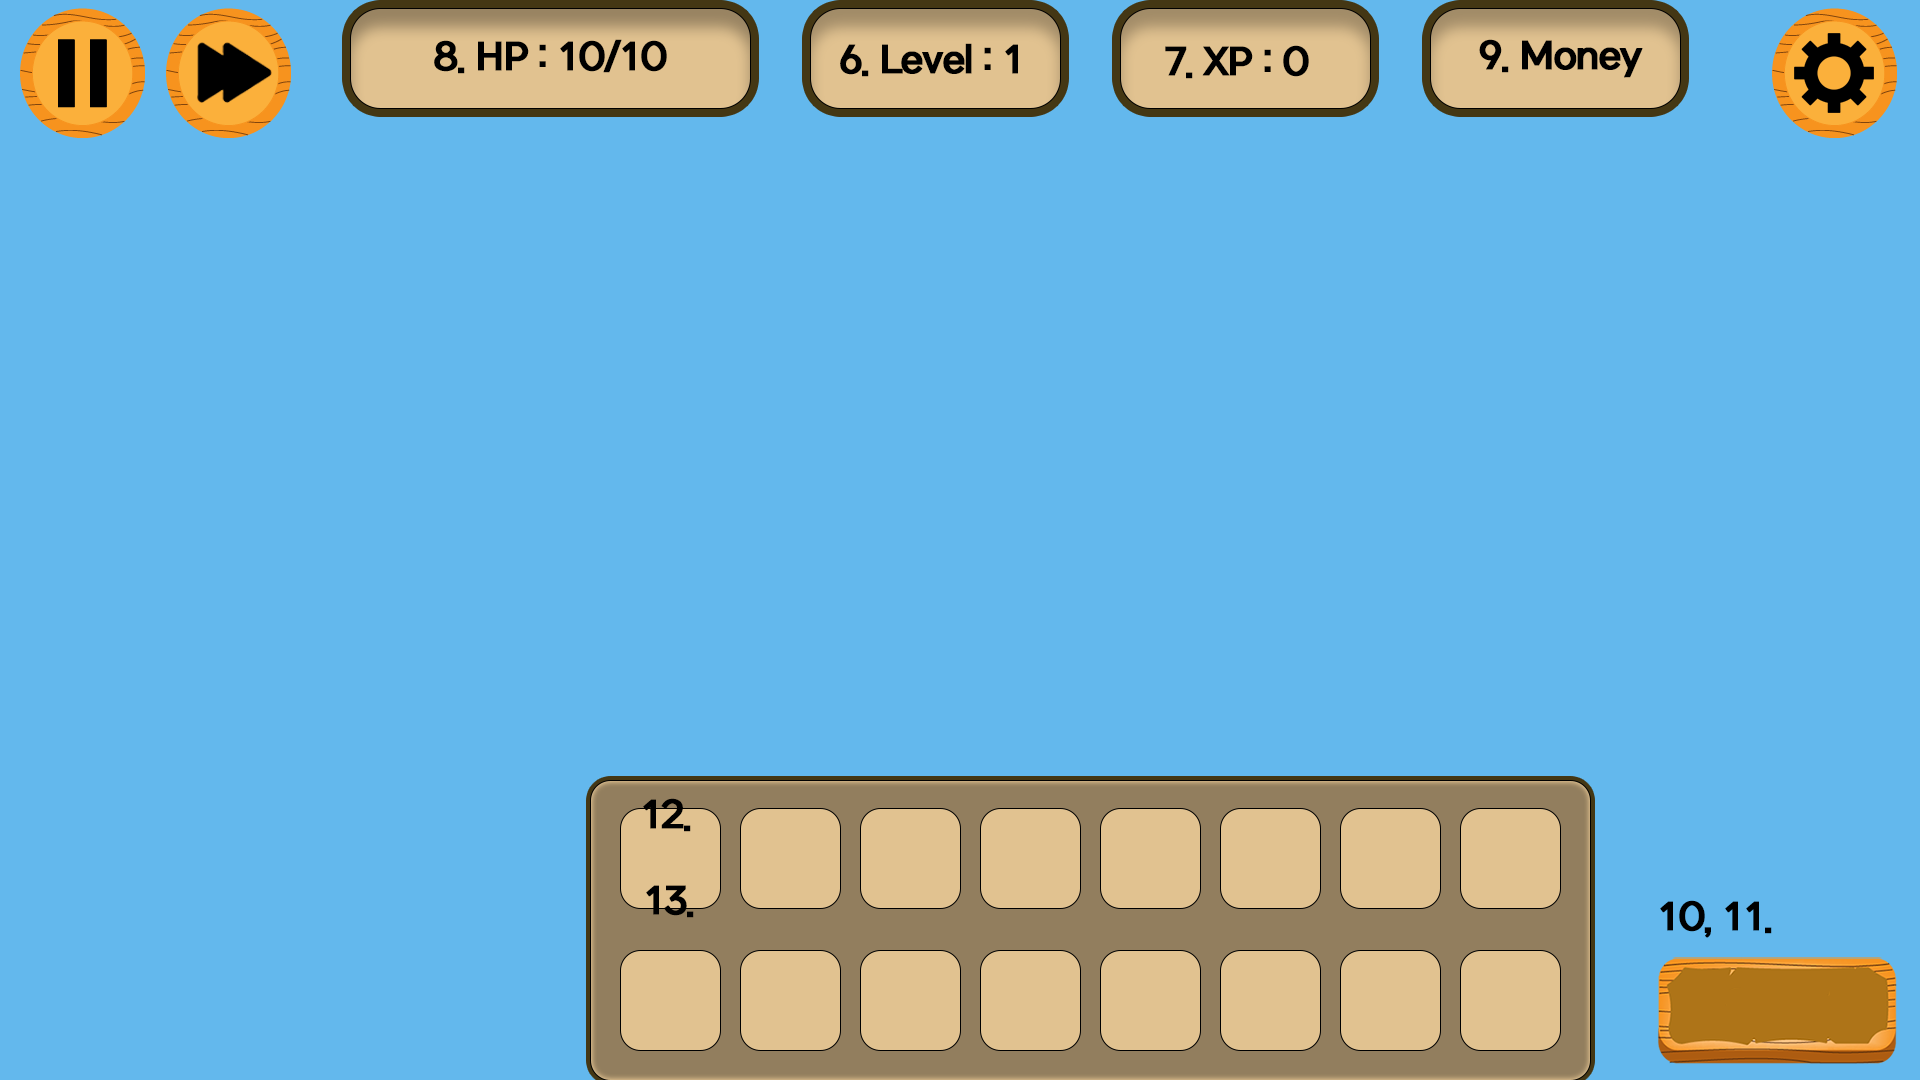 8. HP : 10/10
6. Level : 1
7. XP : 0
9. Money
12.
13.
10, 11.